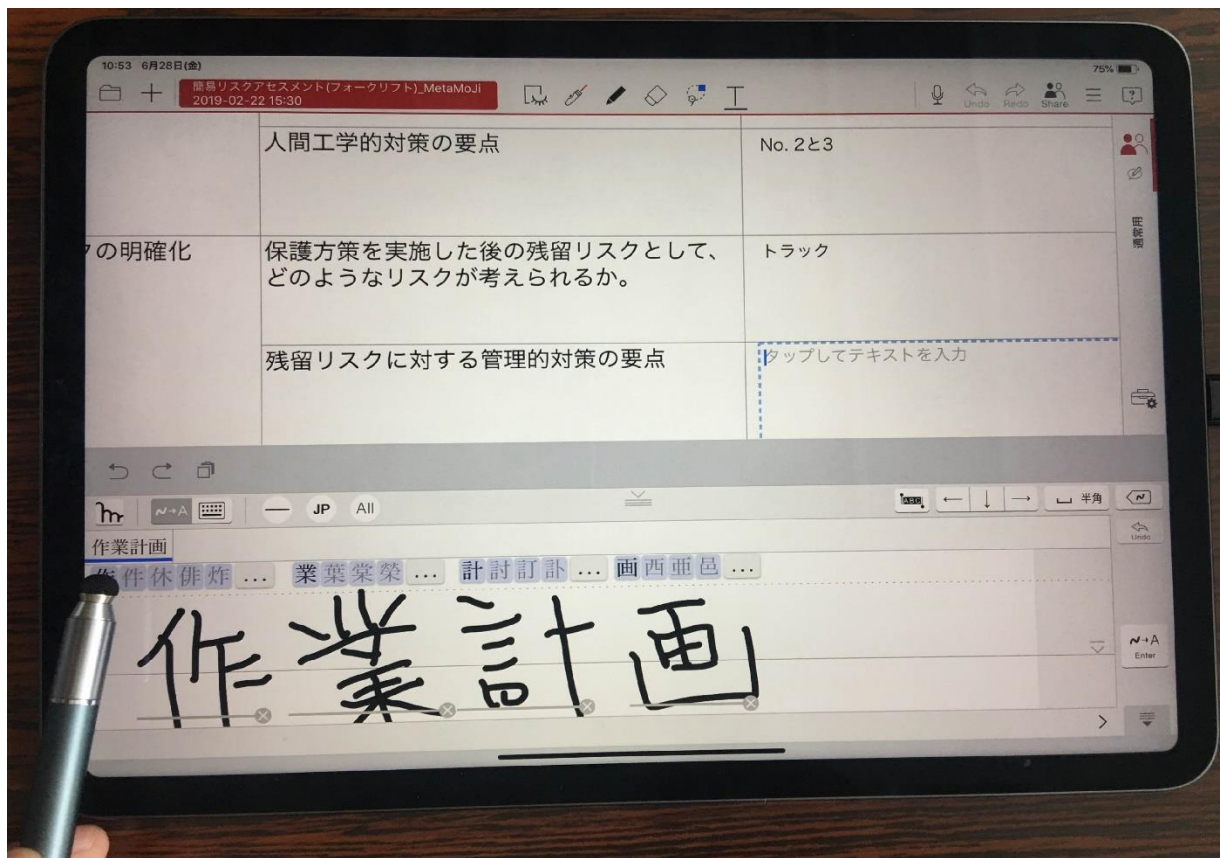 10:53 6月28日(金)
75%
簡易リスクアセスメント(フォークリフト)_MetaMoJi
2019-02-22 15:30
T
Undo Redo Share
?
人間工学的対策の要点
No. 2と3
通常用
クの明確化
保護方策を実施した後の残留リスクとして、
どのようなリスクが考えられるか。
トラック
残留リスクに対する管理的対策の要点
タップしてテキストを入力
A
JP
All
ABC
← ↓ →
半角
作業計画
Undo
作件休俳炸 ... 業葉棠榮 ... 計討訂訃 ... 画西亜邑 ...
作業計画
A
Enter